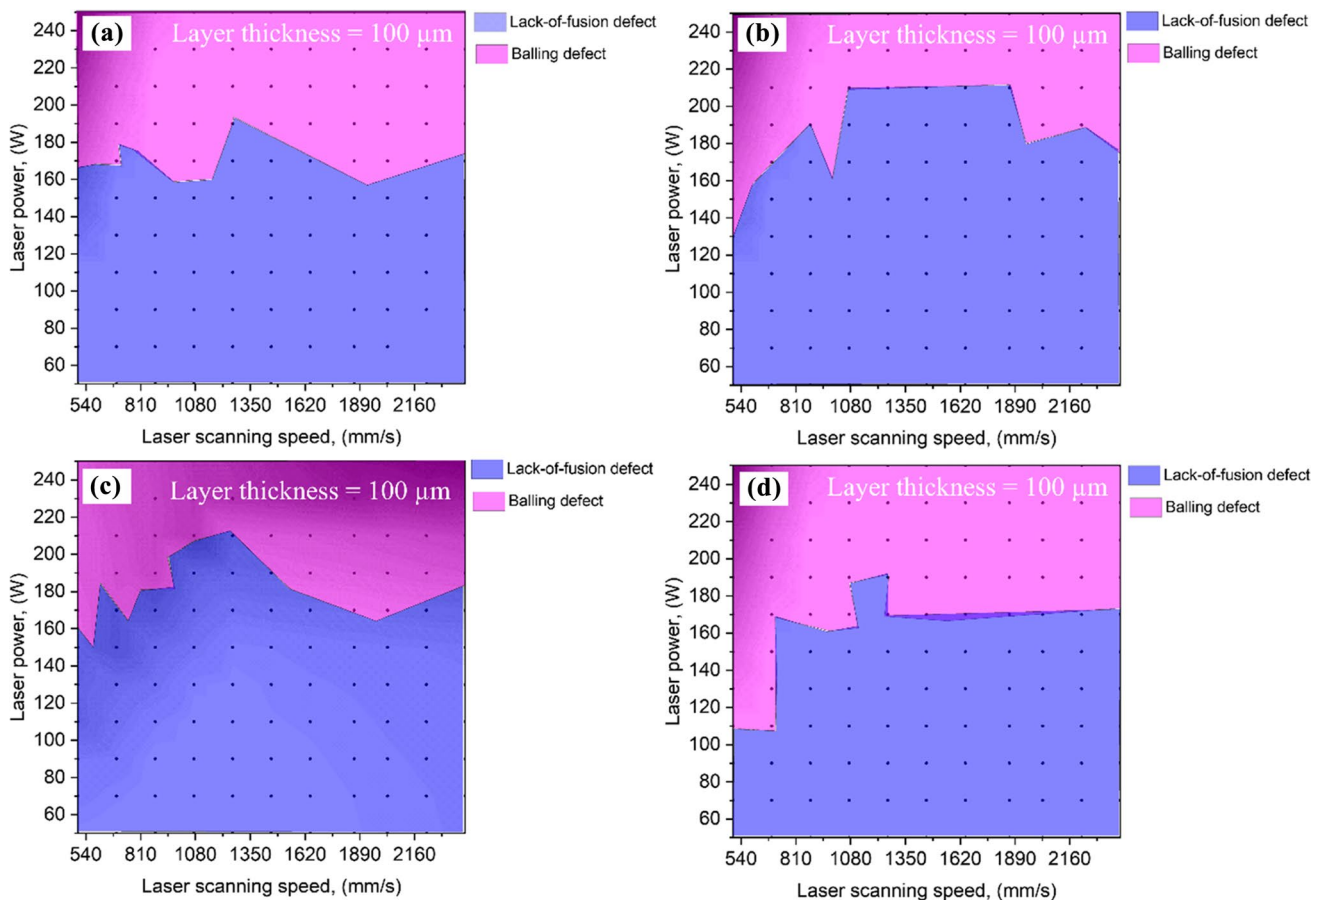 (a)
Layer thickness = 100 µm
Lack-of-fusion defect
Balling defect
240
220
200
180
160
140
120
100
80
60
Laser power, (W)
540 810 1080 1350 1620 1890 2160
Laser scanning speed, (mm/s)
(b)
Layer thickness = 100 µm
Lack-of-fusion defect
Balling defect
240
220
200
180
160
140
120
100
80
60
Laser power, (W)
540 810 1080 1350 1620 1890 2160
Laser scanning speed, (mm/s)
(c)
Layer thickness = 100 µm
Lack-of-fusion defect
Balling defect
240
220
200
180
160
140
120
100
80
60
Laser power, (W)
540 810 1080 1350 1620 1890 2160
Laser scanning speed, (mm/s)
(d)
Layer thickness = 100 µm
Lack-of-fusion defect
Balling defect
240
220
200
180
160
140
120
100
80
60
Laser power, (W)
540 810 1080 1350 1620 1890 2160
Laser scanning speed, (mm/s)